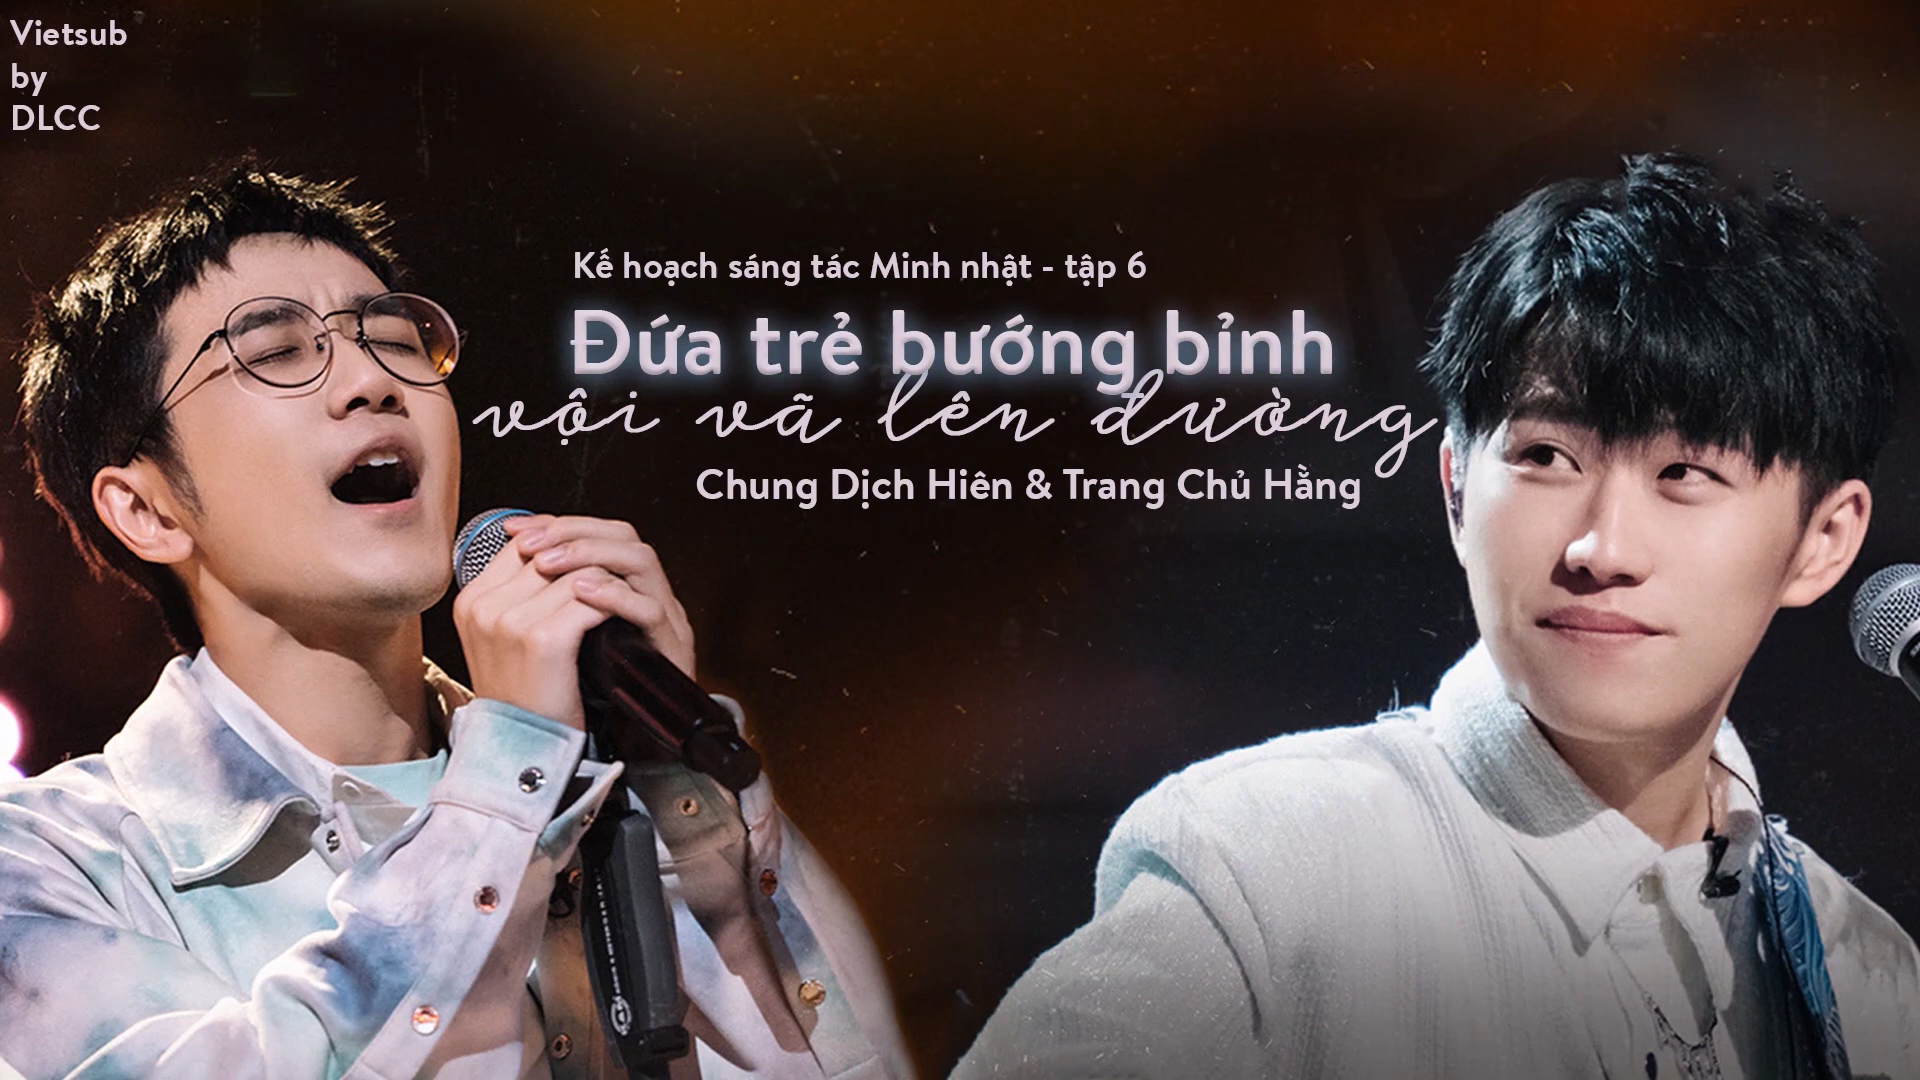 Vietsub
by
DLCC
Kế hoạch sáng tác Minh nhật - tập 6
Đứa trẻ bướng bỉnh
vội vã lên đường
Chung Dịch Hiên & Trang Chủ Hằng